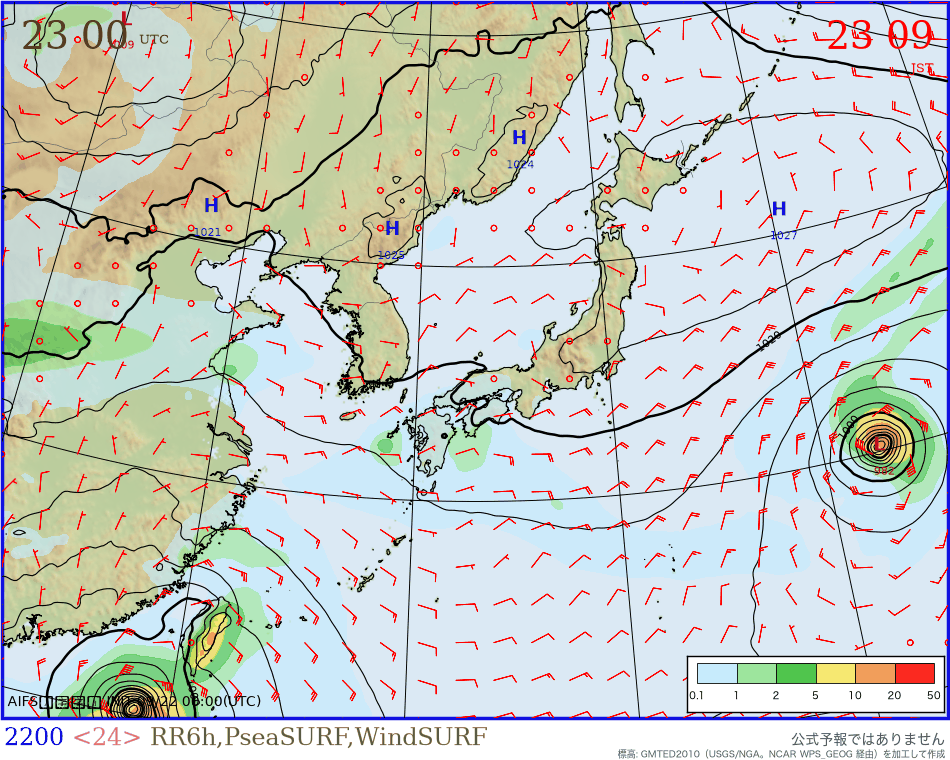 23 00 UTC
23 09 JST
H
1024
H
1021
H
1025
H
1027
1020
1000
982
0.1 1 2 5 10 20 50
2200 <24> RR6h,PseaSURF,WindSURF
公式予報ではありません
標高: GMTED2010（USGS/NGA。NCAR WPS_GEOG 経由）を加工して作成